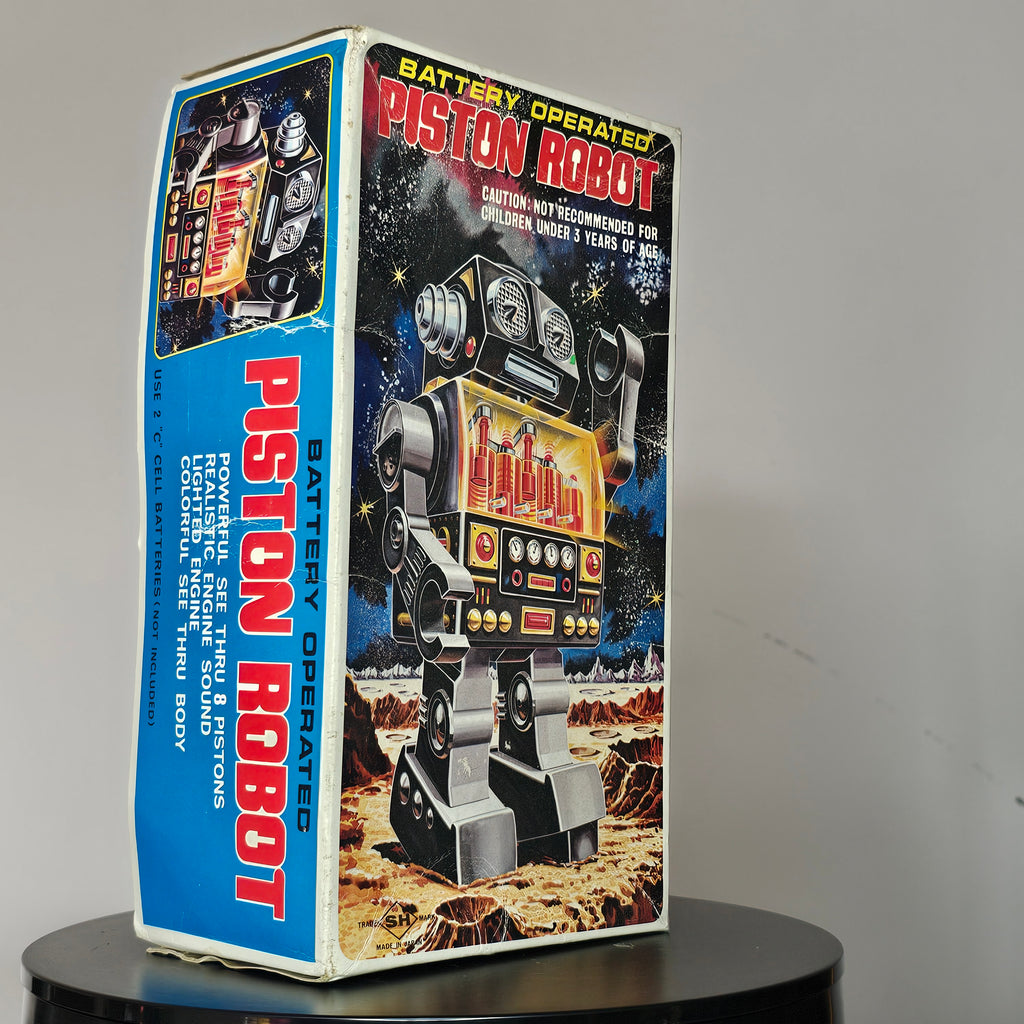 BATTERY OPERATED
PISTON ROBOT
CAUTION: NOT RECOMMENDED FOR
CHILDREN UNDER 3 YEARS OF AGE
TRADE SH MARK
MADE IN JAPAN
BATTERY OPERATED
PISTON ROBOT
POWERFUL SEE THRU 8 PISTONS
REALISTIC ENGINE SOUND
LIGHTED ENGINE
COLORFUL SEE THRU BODY
USE 2 "C" CELL BATTERIES (NOT INCLUDED)